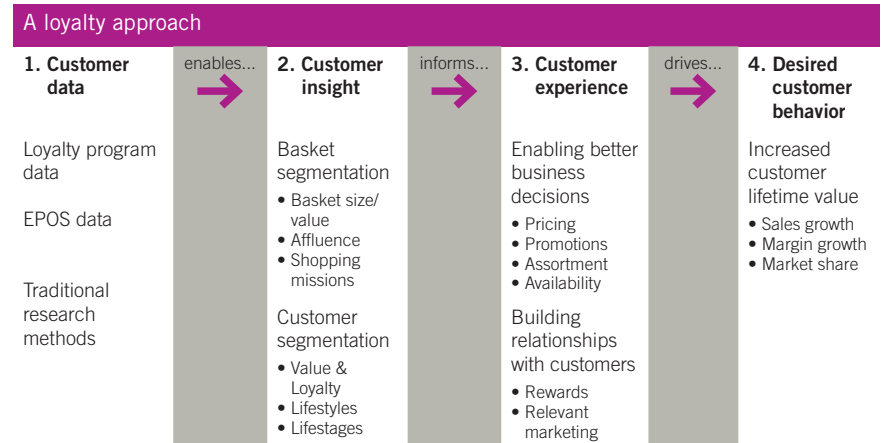 A loyalty approach
1. Customer
data
enables...
2. Customer
insight
informs...
3. Customer
experience
drives...
4. Desired
customer
behavior
Loyalty program
data
EPOS data
Traditional
research
methods
Basket
segmentation
• Basket size/
value
• Affluence
• Shopping
missions
Customer
segmentation
• Value &
Loyalty
• Lifestyles
• Lifestages
Enabling better
business
decisions
• Pricing
• Promotions
• Assortment
• Availability
Building
relationships
with customers
• Rewards
• Relevant
marketing
Increased
customer
lifetime value
• Sales growth
• Margin growth
• Market share